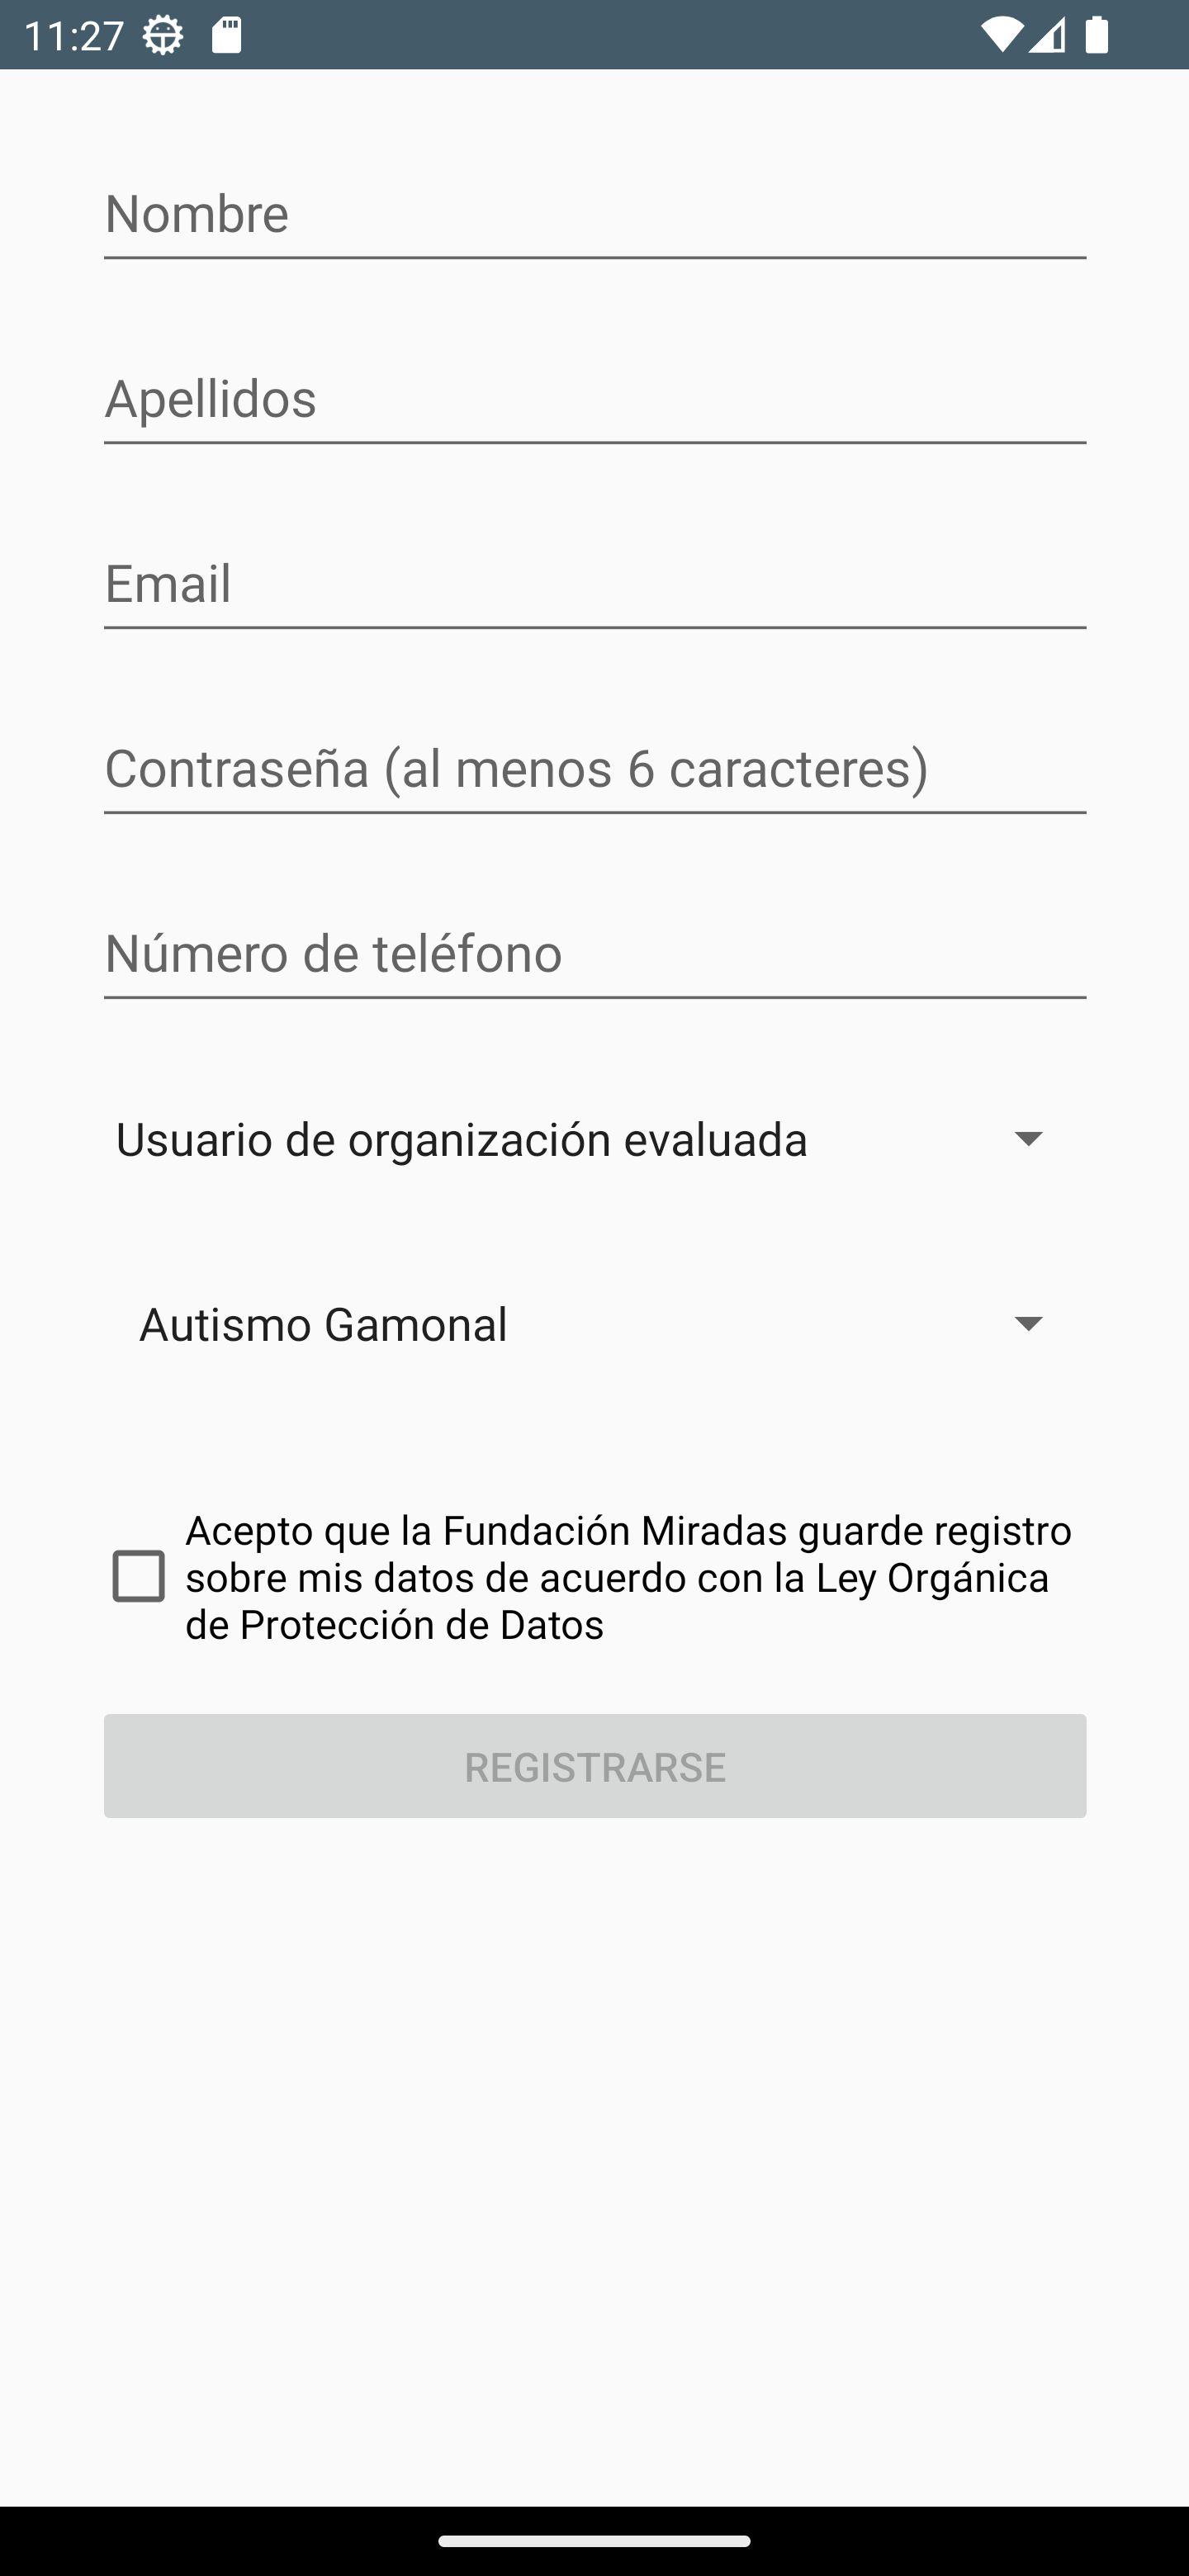 11:27
Nombre
Apellidos
Email
Contraseña (al menos 6 caracteres)
Número de teléfono
Usuario de organización evaluada
Autismo Gamonal
Acepto que la Fundación Miradas guarde registro
sobre mis datos de acuerdo con la Ley Orgánica
de Protección de Datos
REGISTRARSE